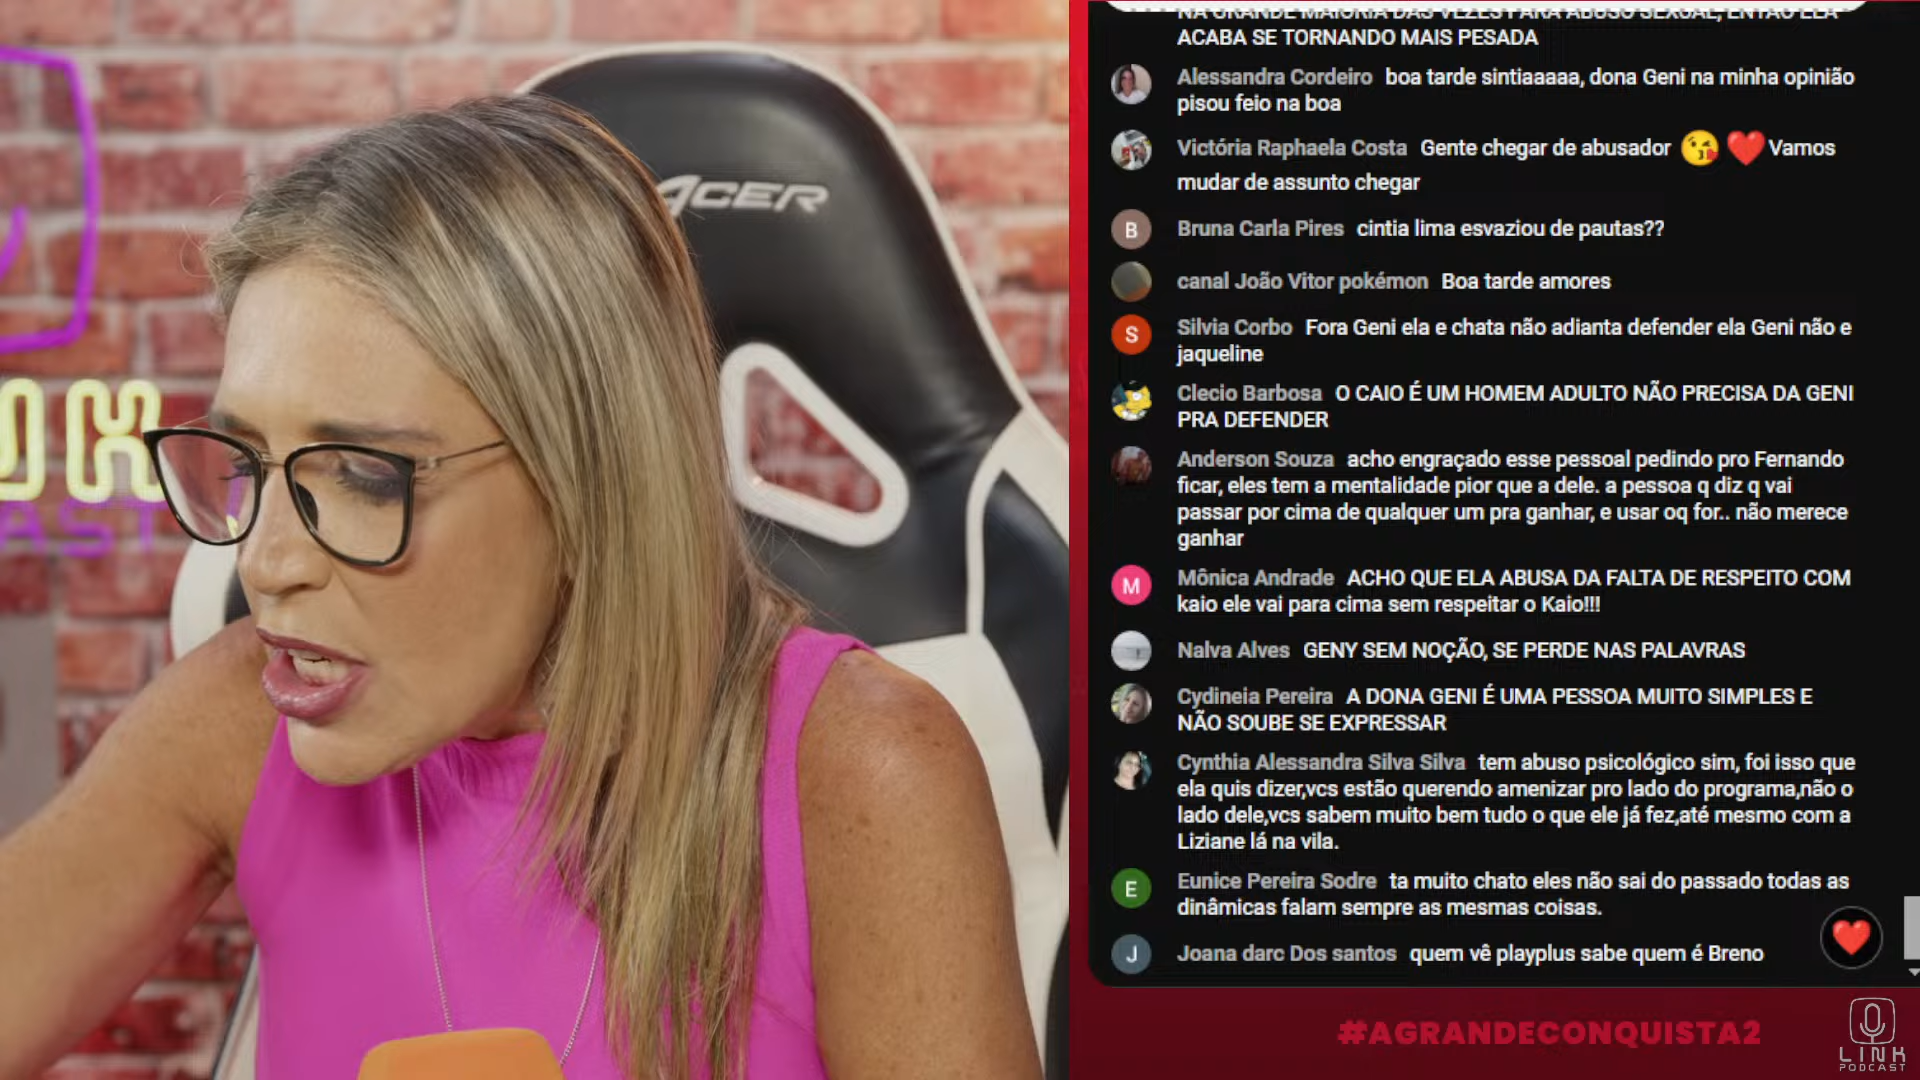 ACER
NA GRANDE MAIORIA DAS VEZES PARA ABUSO SEXUAL, ENTÃO ELA
ACABA SE TORNANDO MAIS PESADA
Alessandra Cordeiro boa tarde sintiaaaaa, dona Geni na minha opinião
pisou feio na boa
Victória Raphaela Costa Gente chegar de abusador 😘 ❤️ Vamos
mudar de assunto chegar
B
Bruna Carla Pires cintia lima esvaziou de pautas??
canal João Vitor pokémon Boa tarde amores
S
Silvia Corbo Fora Geni ela e chata não adianta defender ela Geni não e
jaqueline
Clecio Barbosa O CAIO É UM HOMEM ADULTO NÃO PRECISA DA GENI
PRA DEFENDER
Anderson Souza acho engraçado esse pessoal pedindo pro Fernando
ficar, eles tem a mentalidade pior que a dele. a pessoa q diz q vai
passar por cima de qualquer um pra ganhar, e usar oq for.. não merece
ganhar
M
Mônica Andrade ACHO QUE ELA ABUSA DA FALTA DE RESPEITO COM
kaio ele vai para cima sem respeitar o Kaio!!!
Nalva Alves GENY SEM NOÇÃO, SE PERDE NAS PALAVRAS
Cydineia Pereira A DONA GENI É UMA PESSOA MUITO SIMPLES E
NÃO SOUBE SE EXPRESSAR
Cynthia Alessandra Silva Silva tem abuso psicológico sim, foi isso que
ela quis dizer,vcs estão querendo amenizar pro lado do programa,não o
lado dele,vcs sabem muito bem tudo o que ele já fez,até mesmo com a
Liziane lá na vila.
E
Eunice Pereira Sodre ta muito chato eles não sai do passado todas as
dinâmicas falam sempre as mesmas coisas.
J
Joana darc Dos santos quem vê playplus sabe quem é Breno
#AGRANDECONQUISTA2
LINK
PODCAST